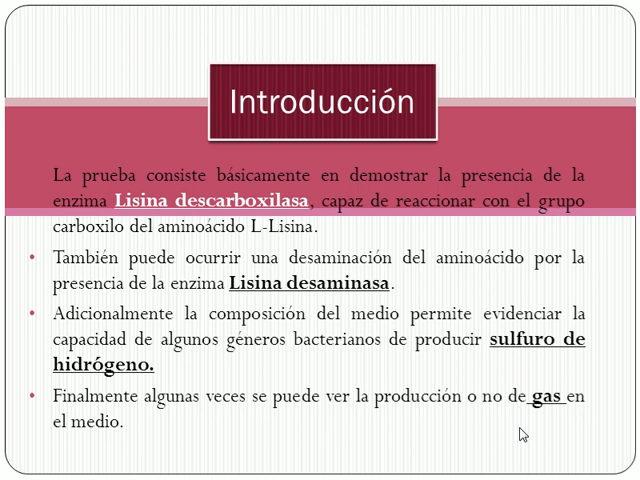 Introducción
La prueba consiste básicamente en demostrar la presencia de la
enzima Lisina descarboxilasa, capaz de reaccionar con el grupo
carboxilo del aminoácido L-Lisina.
• También puede ocurrir una desaminación del aminoácido por la
presencia de la enzima Lisina desaminasa.
• Adicionalmente la composición del medio permite evidenciar la
capacidad de algunos géneros bacterianos de producir sulfuro de
hidrógeno.
• Finalmente algunas veces se puede ver la producción o no de gas en
el medio.